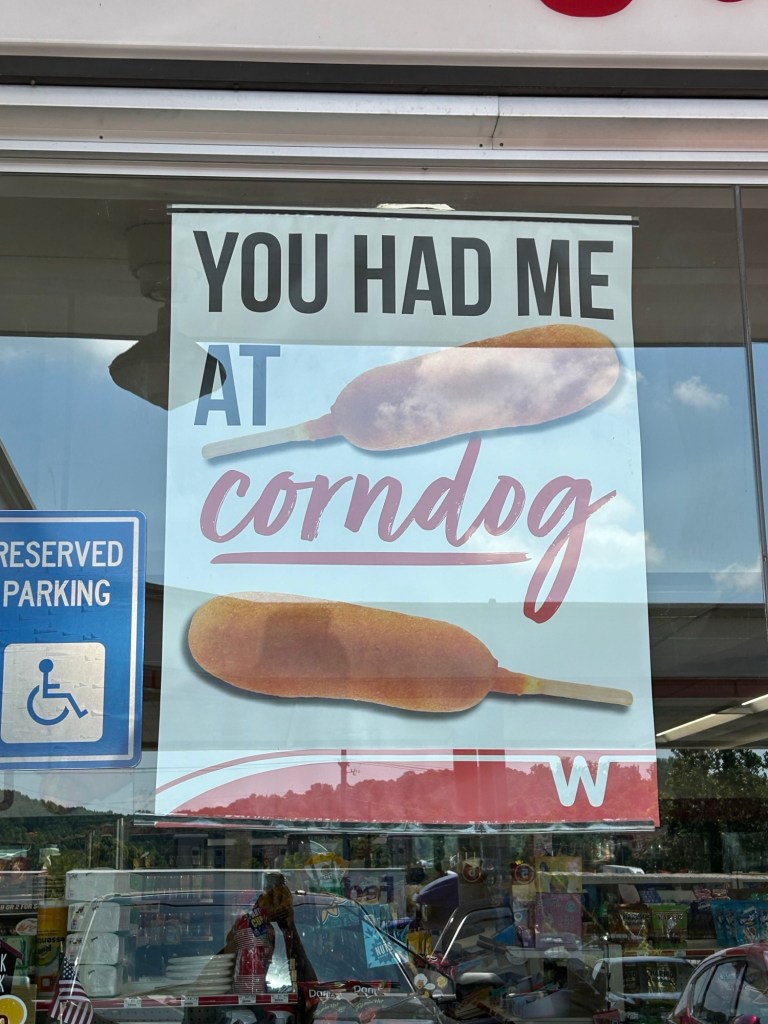 YOU HAD ME
AT
corndog
RESERVED
PARKING
W